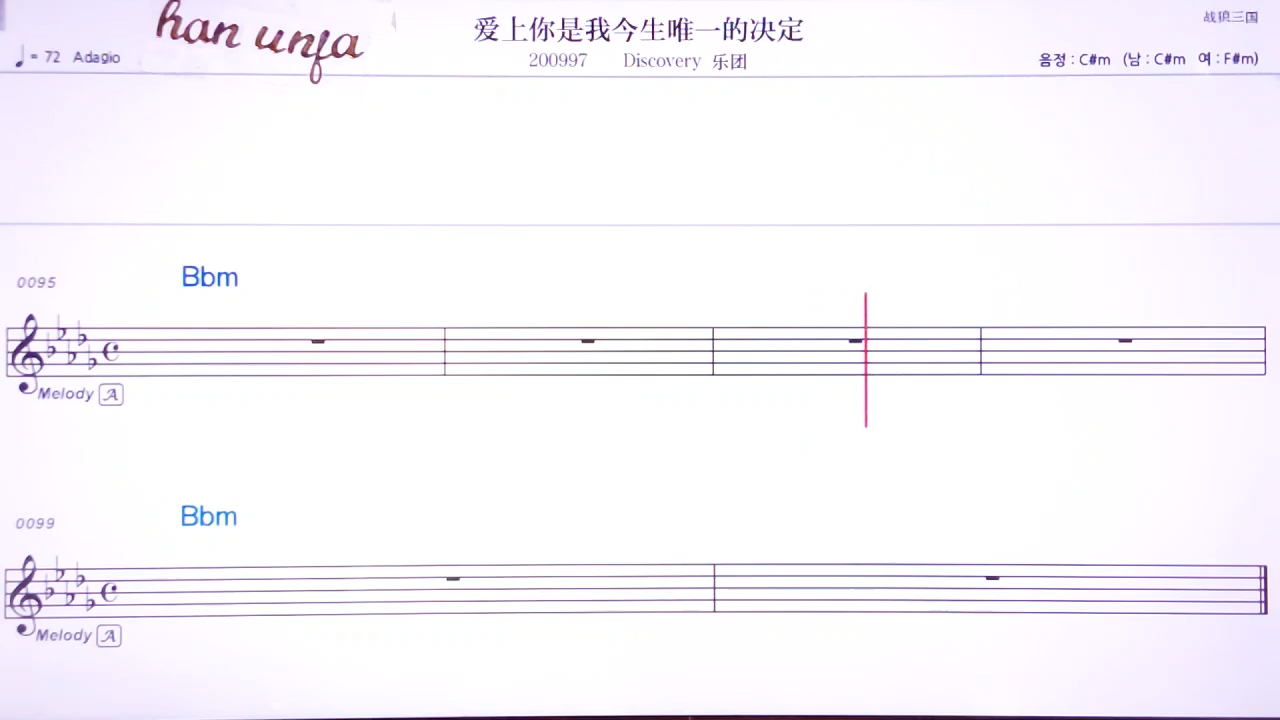 han unfa
爱上你是我今生唯一的决定
战狼三国
♩ = 72 Adagio
200997 Discovery 乐团
음정 : C#m (남 : C#m 여 : F#m)
0095
Bbm
Melody A
0099
Bbm
Melody A